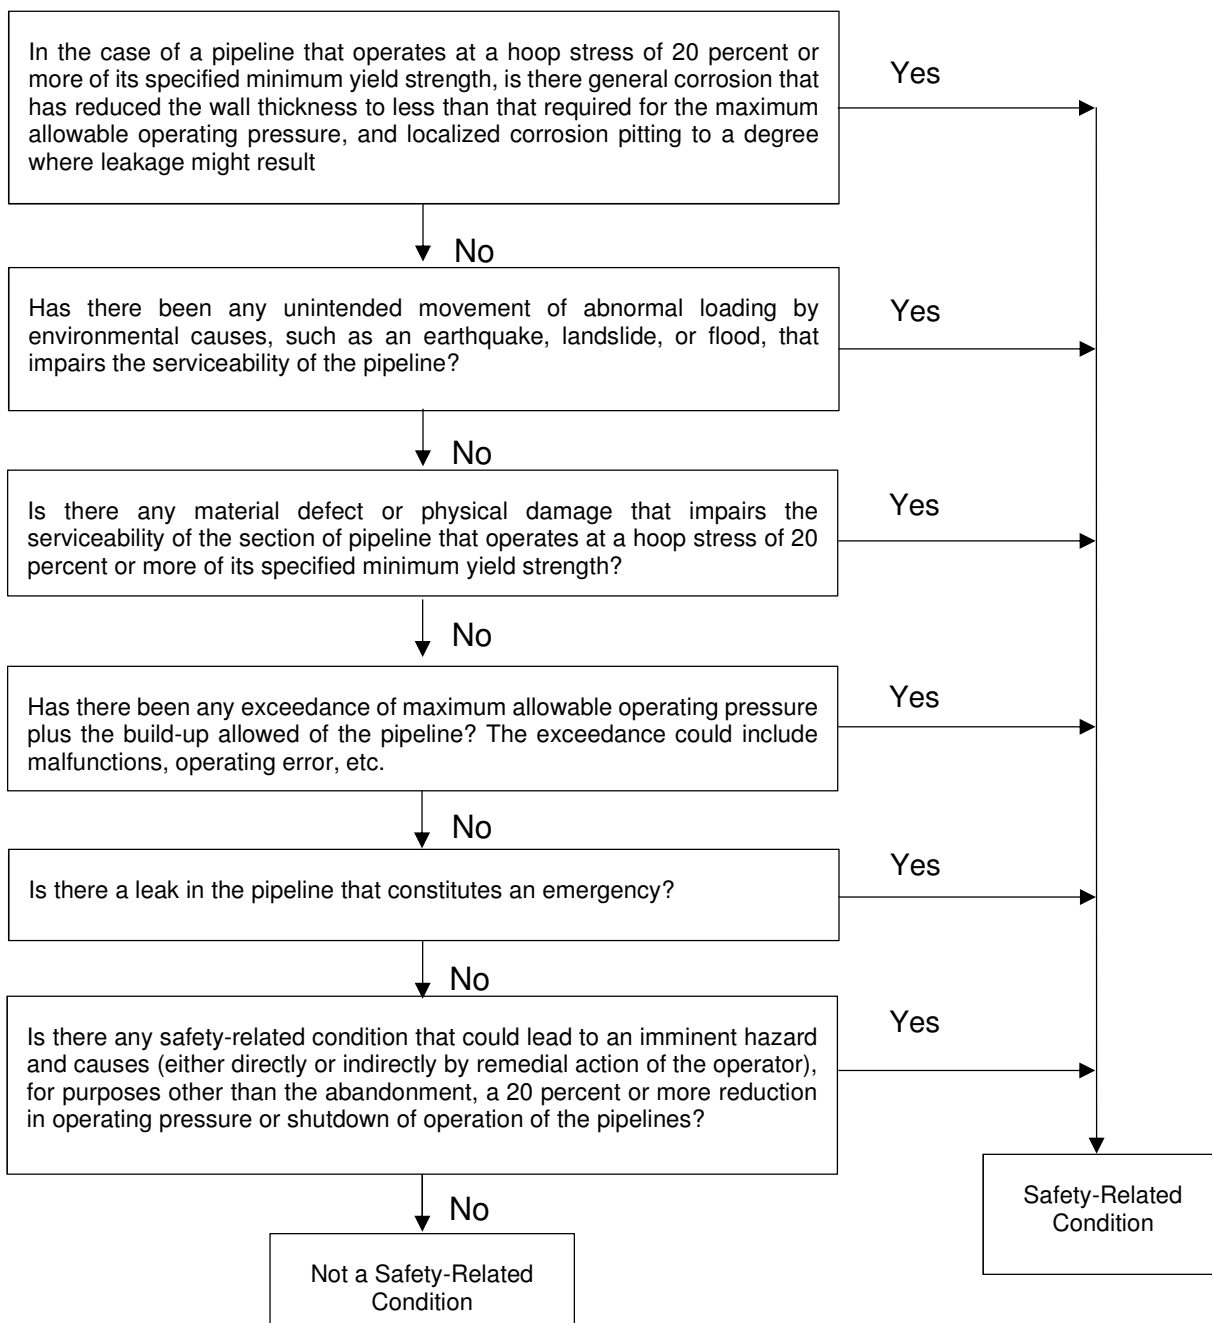 In the case of a pipeline that operates at a hoop stress of 20 percent or
more of its specified minimum yield strength, is there general corrosion that
has reduced the wall thickness to less than that required for the maximum
allowable operating pressure, and localized corrosion pitting to a degree
where leakage might result
Yes
No
Has there been any unintended movement of abnormal loading by
environmental causes, such as an earthquake, landslide, or flood, that
impairs the serviceability of the pipeline?
Yes
No
Is there any material defect or physical damage that impairs the
serviceability of the section of pipeline that operates at a hoop stress of 20
percent or more of its specified minimum yield strength?
Yes
No
Has there been any exceedance of maximum allowable operating pressure
plus the build-up allowed of the pipeline? The exceedance could include
malfunctions, operating error, etc.
Yes
No
Is there a leak in the pipeline that constitutes an emergency?
Yes
No
Is there any safety-related condition that could lead to an imminent hazard
and causes (either directly or indirectly by remedial action of the operator),
for purposes other than the abandonment, a 20 percent or more reduction
in operating pressure or shutdown of operation of the pipelines?
Yes
No
Safety-Related
Condition
Not a Safety-Related
Condition